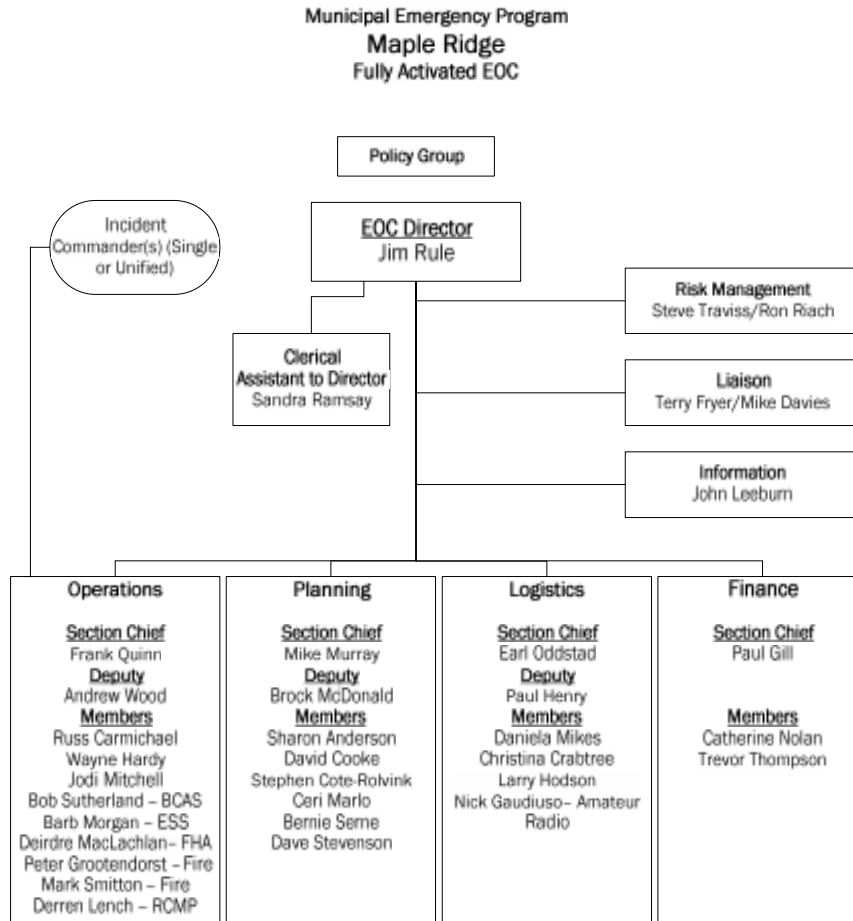 Municipal Emergency Program
Maple Ridge
Fully Activated EOC
Policy Group
Incident
Commander(s) (Single
or Unified)
EOC Director
Jim Rule
Clerical
Assistant to Director
Sandra Ramsay
Risk Management
Steve Traviss/Ron Riach
Liaison
Terry Fryer/Mike Davies
Information
John Leeburn
Operations
Section Chief
Frank Quinn
Deputy
Andrew Wood
Members
Russ Carmichael
Wayne Hardy
Jodi Mitchell
Bob Sutherland – BCAS
Barb Morgan – ESS
Deirdre MacLachlan– FHA
Peter Grootendorst – Fire
Mark Smitton – Fire
Derren Lench – RCMP
Planning
Section Chief
Mike Murray
Deputy
Brock McDonald
Members
Sharon Anderson
David Cooke
Stephen Cote-Rolvink
Ceri Marlo
Bernie Serne
Dave Stevenson
Logistics
Section Chief
Earl Oddstad
Deputy
Paul Henry
Members
Daniela Mikes
Christina Crabtree
Larry Hodson
Nick Gaudiuso– Amateur
Radio
Finance
Section Chief
Paul Gill
Members
Catherine Nolan
Trevor Thompson